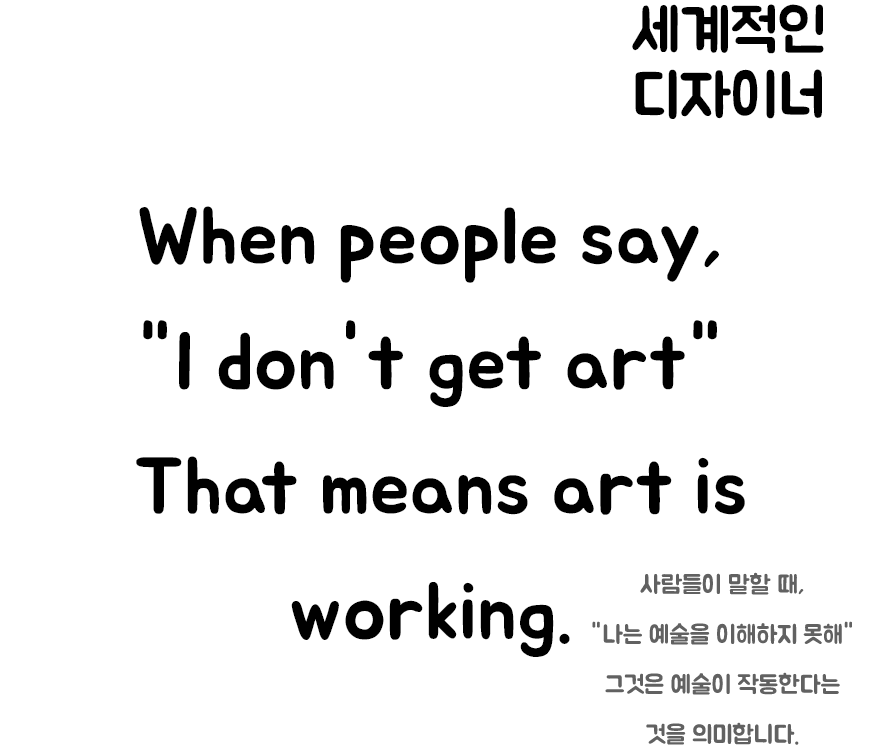 세계적인
디자이너
When people say,
"I don't get art"
That means art is
working.
사람들이 말할 때,
"나는 예술을 이해하지 못해"
그것은 예술이 작동한다는
것을 의미합니다.